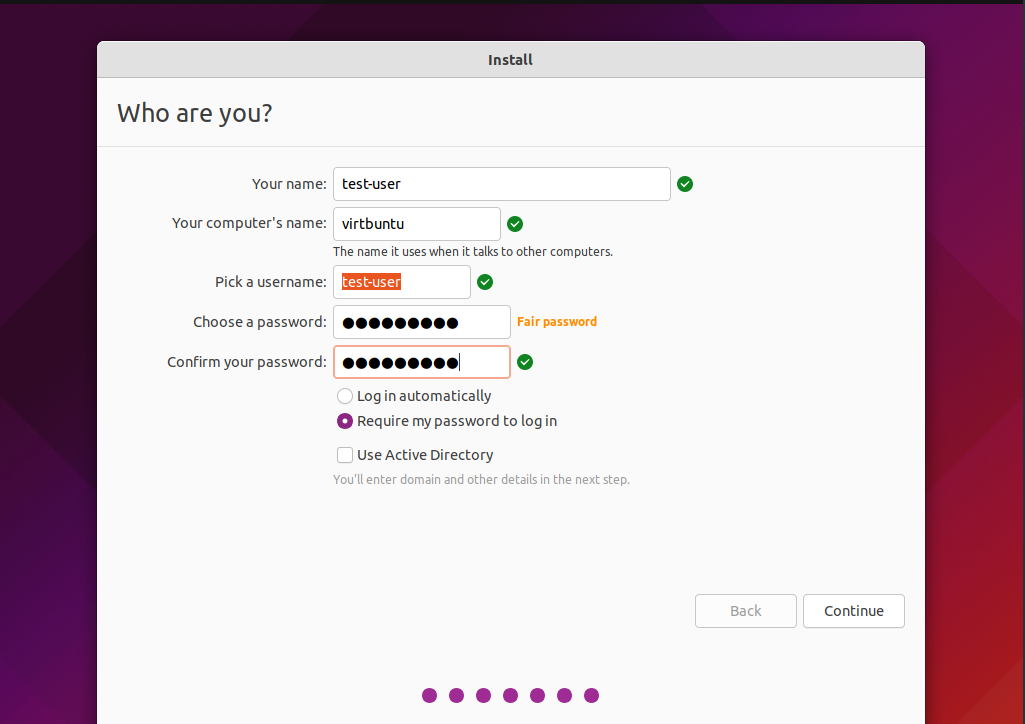 Install
Who are you?
Your name: test-user
Your computer's name: virtbuntu
The name it uses when it talks to other computers.
Pick a username: test-user
Choose a password: ●●●●●●●●● Fair password
Confirm your password: ●●●●●●●●●
Log in automatically
Require my password to log in
Use Active Directory
You'll enter domain and other details in the next step.
Back Continue